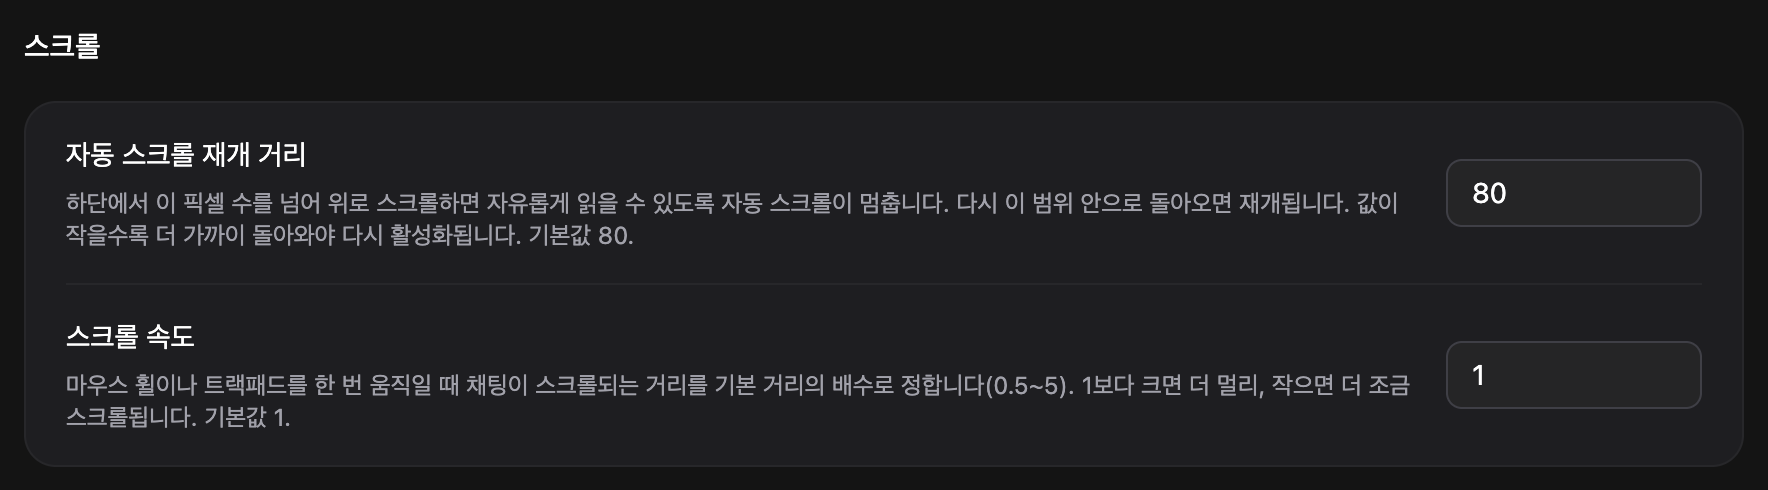 스크롤
자동 스크롤 재개 거리
하단에서 이 픽셀 수를 넘어 위로 스크롤하면 자유롭게 읽을 수 있도록 자동 스크롤이 멈춥니다. 다시 이 범위 안으로 돌아오면 재개됩니다. 값이
작을수록 더 가까이 돌아와야 다시 활성화됩니다. 기본값 80.
80
스크롤 속도
마우스 휠이나 트랙패드를 한 번 움직일 때 채팅이 스크롤되는 거리를 기본 거리의 배수로 정합니다(0.5~5). 1보다 크면 더 멀리, 작으면 더 조금
스크롤됩니다. 기본값 1.
1